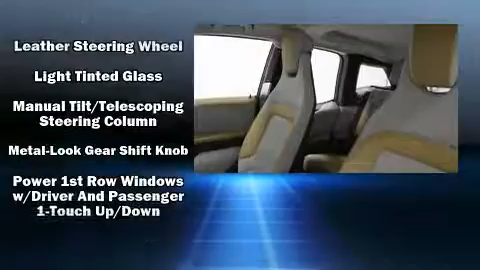 Leather Steering Wheel
Light Tinted Glass
Manual Tilt/Telescoping
Steering Column
Metal-Look Gear Shift Knob
Power 1st Row Windows
w/Driver And Passenger
1-Touch Up/Down